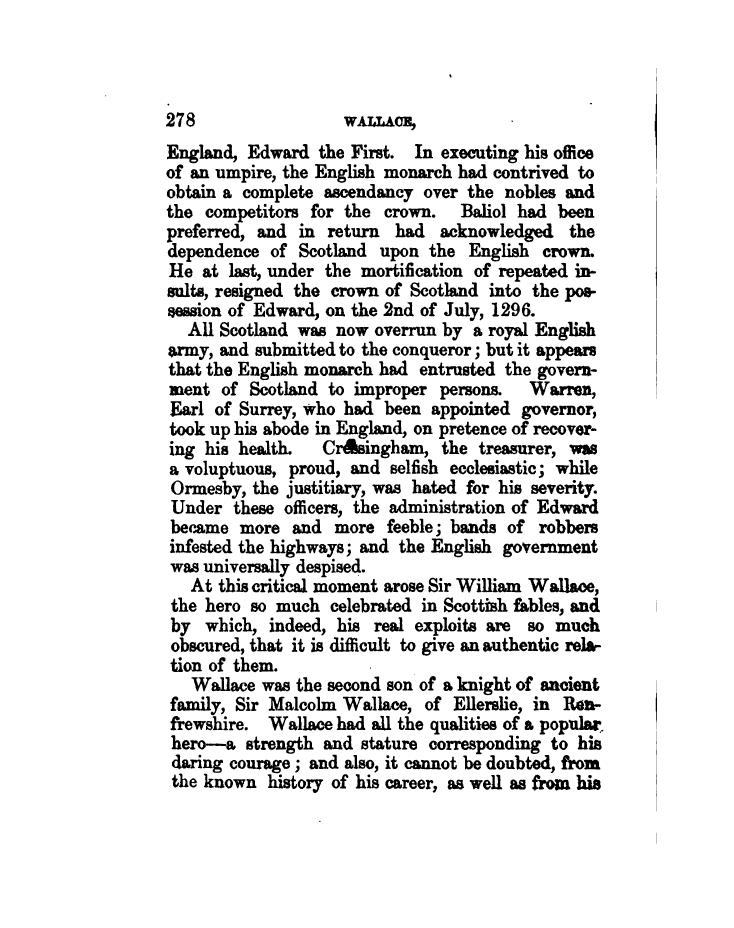 278 WALLACE,
England, Edward the First. In executing his office
of an umpire, the English monarch had contrived to
obtain a complete ascendancy over the nobles and
the competitors for the crown. Baliol had been
preferred, and in return had acknowledged the
dependence of Scotland upon the English crown.
He at last, under the mortification of repeated in-
sults, resigned the crown of Scotland into the pos-
session of Edward, on the 2nd of July, 1296.
All Scotland was now overrun by a royal English
army, and submitted to the conqueror; but it appears
that the English monarch had entrusted the govern-
ment of Scotland to improper persons. Warren,
Earl of Surrey, who had been appointed governor,
took up his abode in England, on pretence of recover-
ing his health. Cressingham, the treasurer, was
a voluptuous, proud, and selfish ecclesiastic; while
Ormesby, the justitiary, was hated for his severity.
Under these officers, the administration of Edward
became more and more feeble; bands of robbers
infested the highways; and the English government
was universally despised.
At this critical moment arose Sir William Wallace,
the hero so much celebrated in Scottish fables, and
by which, indeed, his real exploits are so much
obscured, that it is difficult to give an authentic rela-
tion of them.
Wallace was the second son of a knight of ancient
family, Sir Malcolm Wallace, of Ellerslie, in Ren-
frewshire. Wallace had all the qualities of a popular
hero—a strength and stature corresponding to his
daring courage; and also, it cannot be doubted, from
the known history of his career, as well as from his